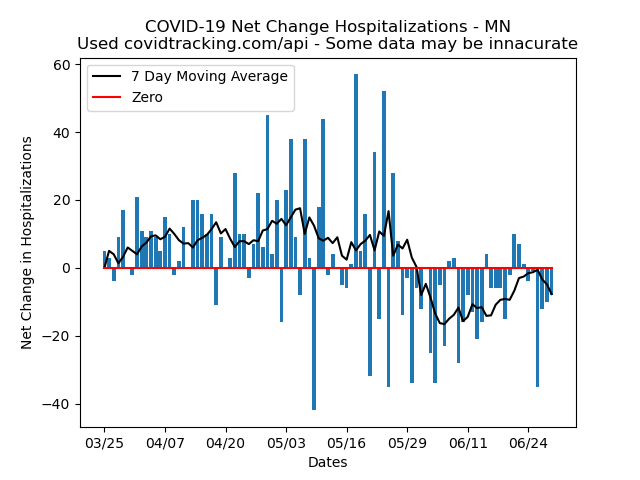 COVID-19 Net Change Hospitalizations - MN
Used covidtracking.com/api - Some data may be innacurate
7 Day Moving Average
Zero
Net Change in Hospitalizations
60
40
20
0
−20
−40
03/25 04/07 04/20 05/03 05/16 05/29 06/11 06/24
Dates